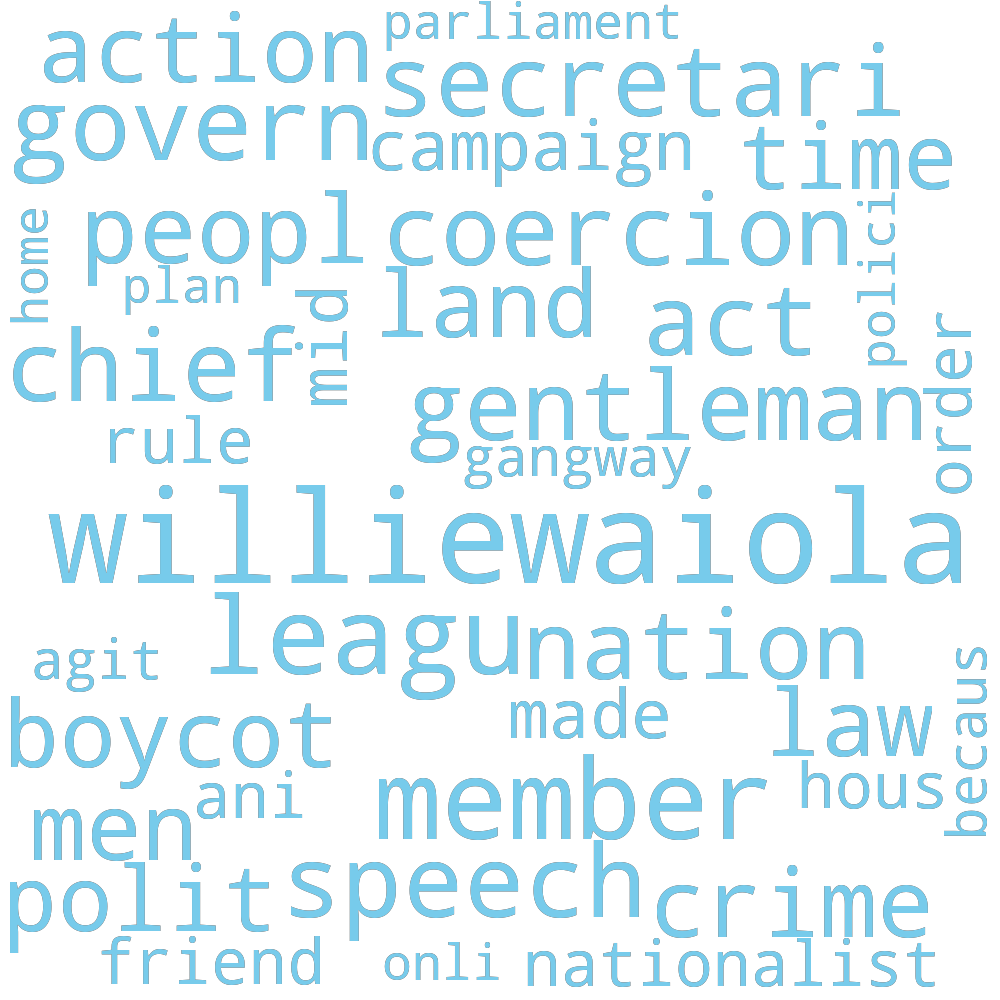 parliament
action
secretari
govern
campaign
time
home
peopl
coercion
polici
plan
mid
land
act
chief
order
gentleman
rule
gangway
williewaiola
leagu
nation
agit
becaus
boycot
made
law
ani
member
hous
men
polit
speech
crime
friend
onli
nationalist